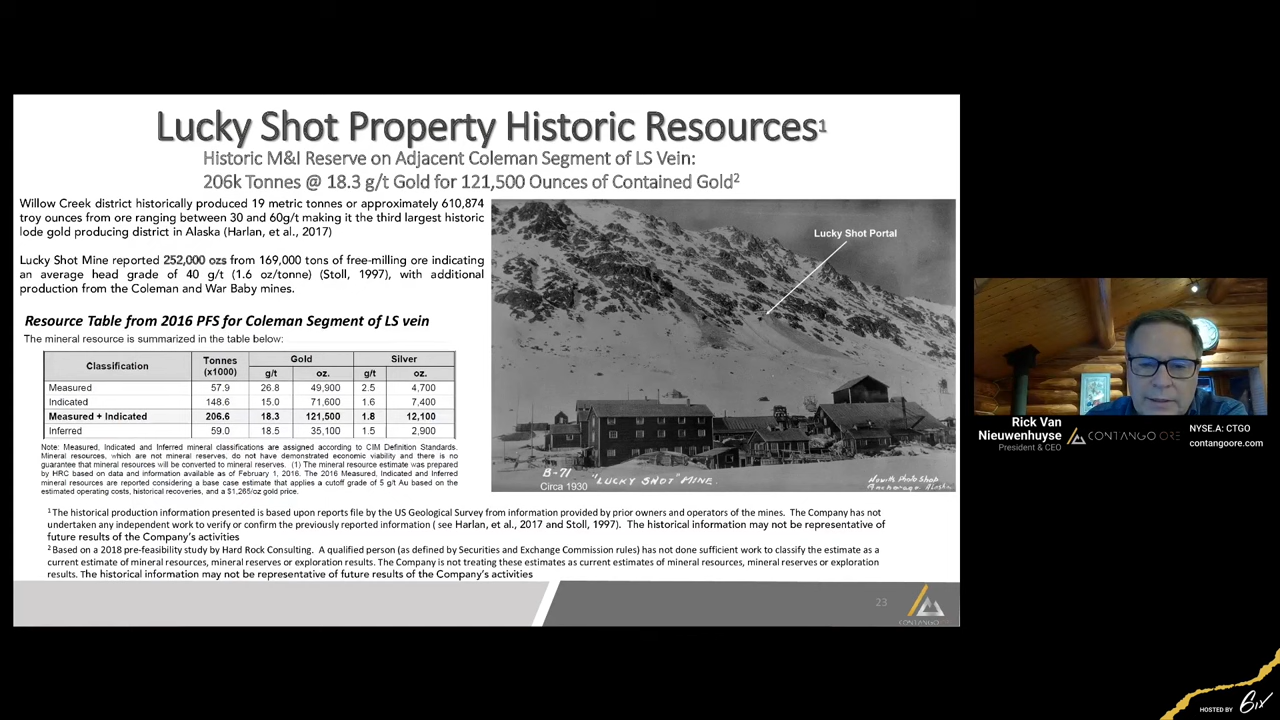 Lucky Shot Property Historic Resources1
Historic M&I Reserve on Adjacent Coleman Segment of LS Vein:
206k Tonnes @ 18.3 g/t Gold for 121,500 Ounces of Contained Gold2
Willow Creek district historically produced 19 metric tonnes or approximately 610,874
troy ounces from ore ranging between 30 and 60g/t making it the third largest historic
lode gold producing district in Alaska (Harlan, et al., 2017)
Lucky Shot Mine reported 252,000 ozs from 169,000 tons of free-milling ore indicating
an average head grade of 40 g/t (1.6 oz/tonne) (Stoll, 1997), with additional
production from the Coleman and War Baby mines.
Resource Table from 2016 PFS for Coleman Segment of LS vein
The mineral resource is summarized in the table below:
Classification Tonnes (x1000) Gold Silver
g/t oz. g/t oz.
Measured 57.9 26.8 49,900 2.5 4,700
Indicated 148.6 15.0 71,600 1.6 7,400
Measured + Indicated 206.6 18.3 121,500 1.8 12,100
Inferred 59.0 18.5 35,100 1.5 2,900
Note: Measured, Indicated and Inferred mineral classifications are assigned according to CIM Definition Standards.
Mineral resources, which are not mineral reserves, do not have demonstrated economic viability and there is no
guarantee that mineral resources will be converted to mineral reserves. (1) The mineral resource estimate was prepared
by HRC based on data and information available as of February 1, 2016. The 2016 Measured, Indicated and Inferred
mineral resources are reported considering a base case estimate that applies a cutoff grade of 5 g/t Au based on the
estimated operating costs, historical recoveries, and a $1,265/oz gold price.
Lucky Shot Portal
B-71
"LUCKY SHOT" MINE.
Circa 1930
Photo Shop
Anchorage Alaska
1The historical production information presented is based upon reports file by the US Geological Survey from information provided by prior owners and operators of the mines. The Company has not
undertaken any independent work to verify or confirm the previously reported information ( see Harlan, et al., 2017 and Stoll, 1997). The historical information may not be representative of
future results of the Company's activities
2Based on a 2018 pre-feasibility study by Hard Rock Consulting. A qualified person (as defined by Securities and Exchange Commission rules) has not done sufficient work to classify the estimate as a
current estimate of mineral resources, mineral reserves or exploration results. The Company is not treating these estimates as current estimates of mineral resources, mineral reserves or exploration
results. The historical information may not be representative of future results of the Company's activities
23
CONTANGO ORE
Rick Van
Nieuwenhuyse
President & CEO
CONTANGO ORE
NYSE.A: CTGO
contangoore.com
HOSTED BY 6ix